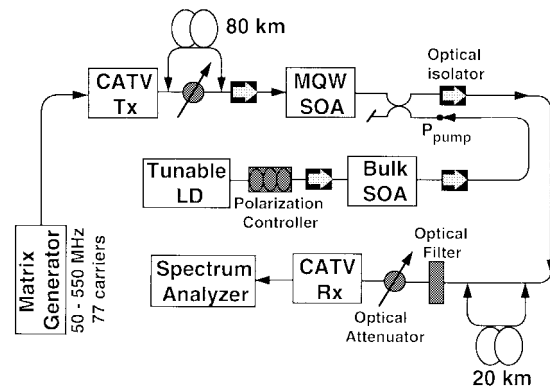 80 km
CATV
Tx
MQW
SOA
Optical
isolator
Ppump
Tunable
LD
Polarization
Controller
Bulk
SOA
Matrix
Generator
50 - 550 MHz
77 carriers
Spectrum
Analyzer
CATV
Rx
Optical
Attenuator
Optical
Filter
20 km